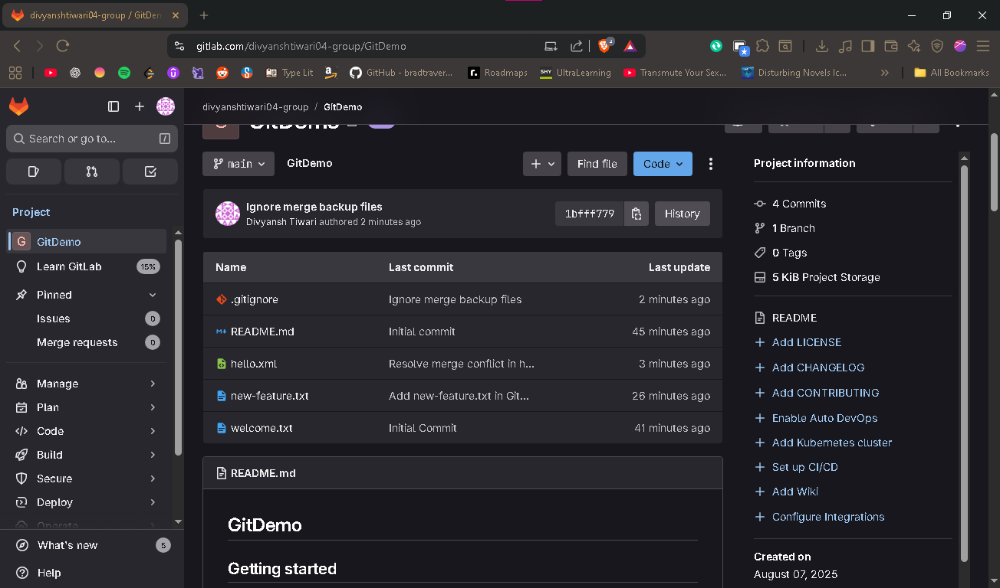 divyanshtiwari04-group / GitDen
gitlab.com/divyanshtiwari04-group/GitDemo
4
Type Lit
GitHub - bradtraver...
r.
Roadmaps
SHY
UltraLearning
Transmute Your Sex...
Disturbing Novels Ic...
All Bookmarks
divyanshtiwari04-group / GitDemo
Search or go to...
/
G GitDemo
main
GitDemo
Find file
Code
Project information
Ignore merge backup files
Divyansh Tiwari authored 2 minutes ago
1bfff779
History
4 Commits
1 Branch
0 Tags
5 KiB Project Storage
Project
G GitDemo
Learn GitLab 15%
Pinned
Issues 0
Merge requests 0
Manage
Plan
Code
Build
Secure
Deploy
Operate
What's new 5
Help
Name Last commit Last update
.gitignore Ignore merge backup files 2 minutes ago
README.md Initial commit 45 minutes ago
hello.xml Resolve merge conflict in h... 3 minutes ago
new-feature.txt Add new-feature.txt in Git... 26 minutes ago
welcome.txt Initial Commit 41 minutes ago
README.md
GitDemo
Getting started
README
Add LICENSE
Add CHANGELOG
Add CONTRIBUTING
Enable Auto DevOps
Add Kubernetes cluster
Set up CI/CD
Add Wiki
Configure Integrations
Created on
August 07, 2025